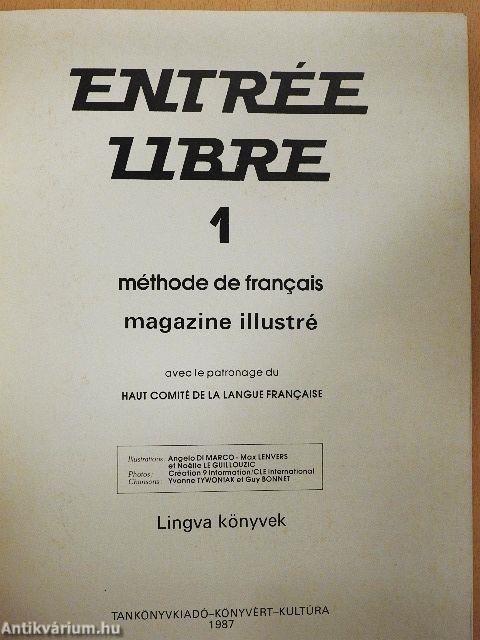 ENTRÉE
LIBRE
1
méthode de français
magazine illustré
avec le patronage du
HAUT COMITÉ DE LA LANGUE FRANÇAISE
Illustrations: Angelo DI MARCO - Max LENVERS
et Noëlle LE GUILLOUZIC
Photos: Création 9 Information/CLE International
Chansons: Yvonne TYWONIAK et Guy BONNET
Lingva könyvek
TANKÖNYVKIADÓ-KÖNYVÉRT-KULTÚRA
1987
Antikvárium.hu